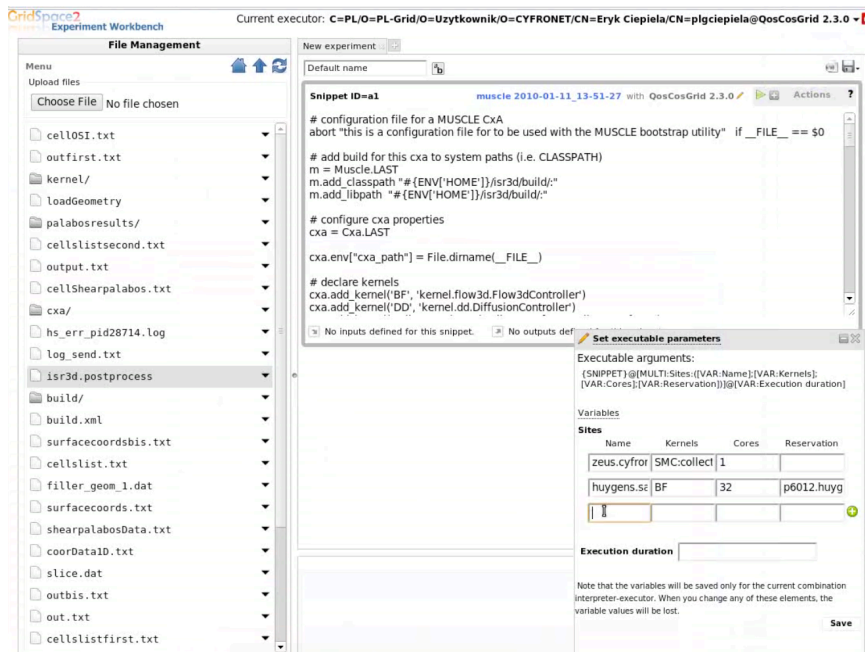 GridSpace2
Experiment Workbench
Current executor: C=PL/O=PL-Grid/O=Uzytkownik/O=CYFRONET/CN=Eryk Ciepiela/CN=plgciepiela@QosCosGrid 2.3.0
File Management
Menu
Upload files
Choose File No file chosen
cellOSI.txt
outfirst.txt
kernel/
loadGeometry
palabosresults/
cellslistsecond.txt
output.txt
cellShearpalabos.txt
cxa/
hs_err_pid28714.log
log_send.txt
isr3d.postprocess
build/
build.xml
surfacecoordsbis.txt
cellslist.txt
filler_geom_1.dat
surfacecoords.txt
shearpalabosData.txt
coorData1D.txt
slice.dat
outbis.txt
out.txt
cellslistfirst.txt
New experiment
Default name
Snippet ID=a1 muscle 2010-01-11_13-51-27 with QosCosGrid 2.3.0 Actions ?
# configuration file for a MUSCLE CxA
abort "this is a configuration file for to be used with the MUSCLE bootstrap utility" if __FILE__ == $0
# add build for this cxa to system paths (i.e. CLASSPATH)
m = Muscle.LAST
m.add_classpath "#{ENV['HOME']}/isr3d/build/:"
m.add_libpath "#{ENV['HOME']}/isr3d/build/:"
# configure cxa properties
cxa = Cxa.LAST
cxa.env["cxa_path"] = File.dirname(__FILE__)
# declare kernels
cxa.add_kernel('BF', 'kernel.flow3d.Flow3dController')
cxa.add_kernel('DD', 'kernel.dd.DiffusionController')
No inputs defined for this snippet. No outputs def
Set executable parameters
Executable arguments:
{SNIPPET}@[MULTI:Sites:([VAR:Name];[VAR:Kernels];
[VAR:Cores];[VAR:Reservation])]@[VAR:Execution duration]
Variables
Sites
Name Kernels Cores Reservation
zeus.cyfror SMC:collect 1
huygens.sa BF 32 p6012.huyg
Execution duration
Note that the variables will be saved only for the current combination
interpreter-executor. When you change any of these elements, the
variable values will be lost.
Save